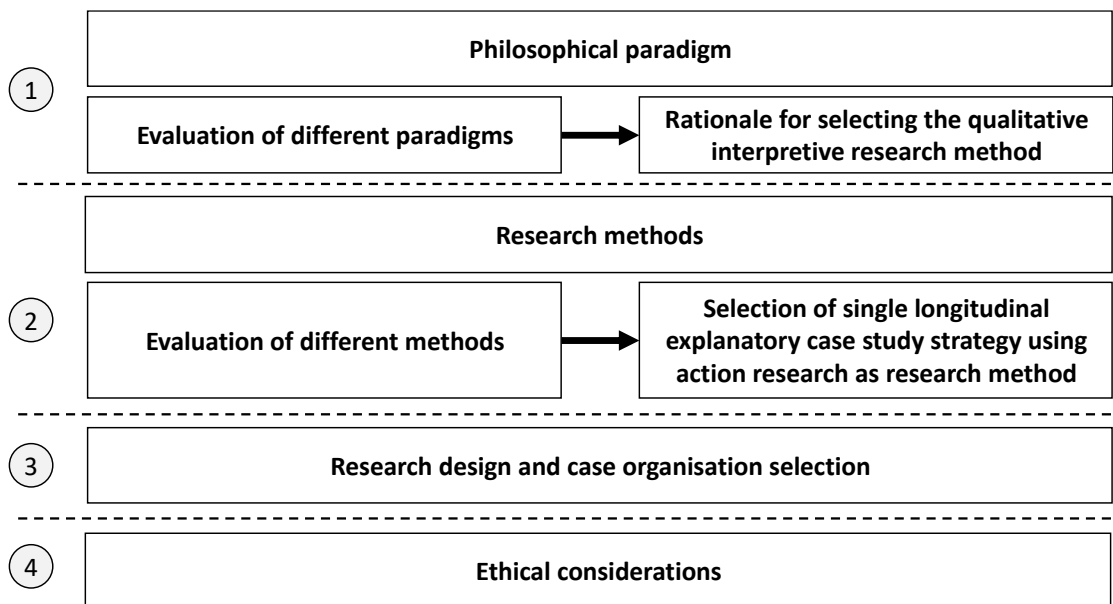 Philosophical paradigm
1
Evaluation of different paradigms
Rationale for selecting the qualitative
interpretive research method
Research methods
2
Evaluation of different methods
Selection of single longitudinal
explanatory case study strategy using
action research as research method
3
Research design and case organisation selection
4
Ethical considerations